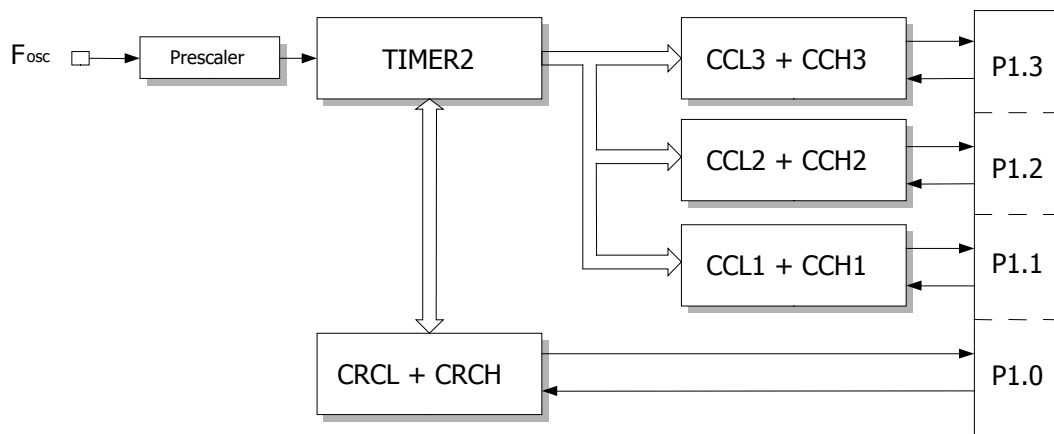 Fosc
Prescaler
TIMER2
CCL3 + CCH3
P1.3
CCL2 + CCH2
P1.2
CCL1 + CCH1
P1.1
CRCL + CRCH
P1.0